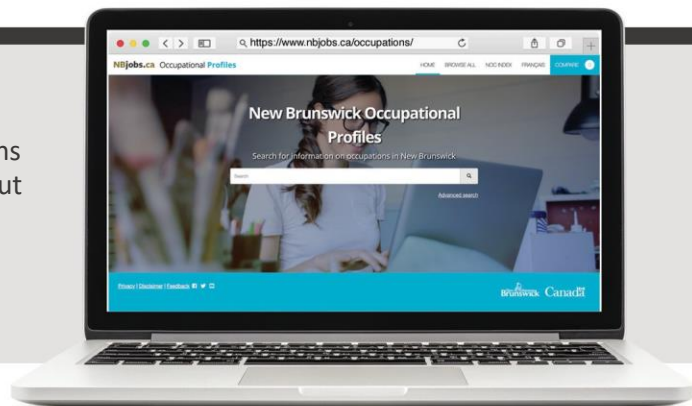 https://www.nbjobs.ca/occupations/
NBjobs.ca Occupational Profiles
HOME BROWSE ALL NOC INDEX FRANÇAIS COMPARE
New Brunswick Occupational
Profiles
Search for information on occupations in New Brunswick
Search
Advanced search
ns
ut
Privacy | Disclaimer | Feedback
Brunswick Canada